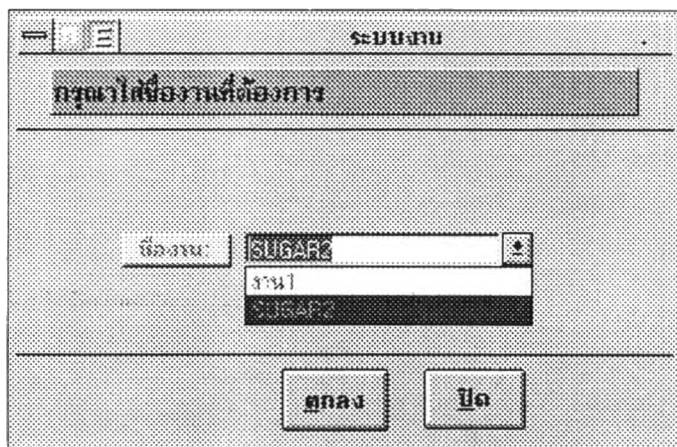 ระบบงาน
กรุณาใส่ชื่องานที่ต้องการ
ชื่องาน:
SUGAR2
งาน1
SUGAR2
ตกลง
ปิด